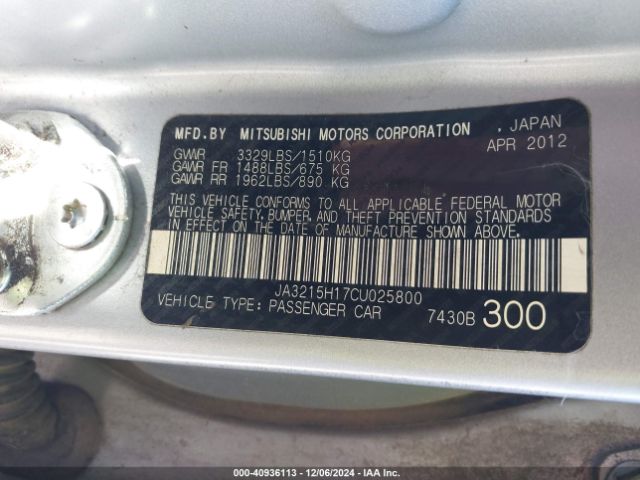 MFD.BY MITSUBISHI MOTORS CORPORATION , JAPAN
GVWR 3329LBS/1510KG APR 2012
GAWR FR 1488LBS/675 KG
GAWR RR 1962LBS/890 KG
THIS VEHICLE CONFORMS TO ALL APPLICABLE FEDERAL MOTOR
VEHICLE SAFETY, BUMPER, AND THEFT PREVENTION STANDARDS
IN EFFECT ON THE DATE OF MANUFACTURE SHOWN ABOVE.
JA3215H17CU025800
VEHICLE TYPE: PASSENGER CAR 7430B 300
000-40936113 - 12/06/2024 - IAA Inc.